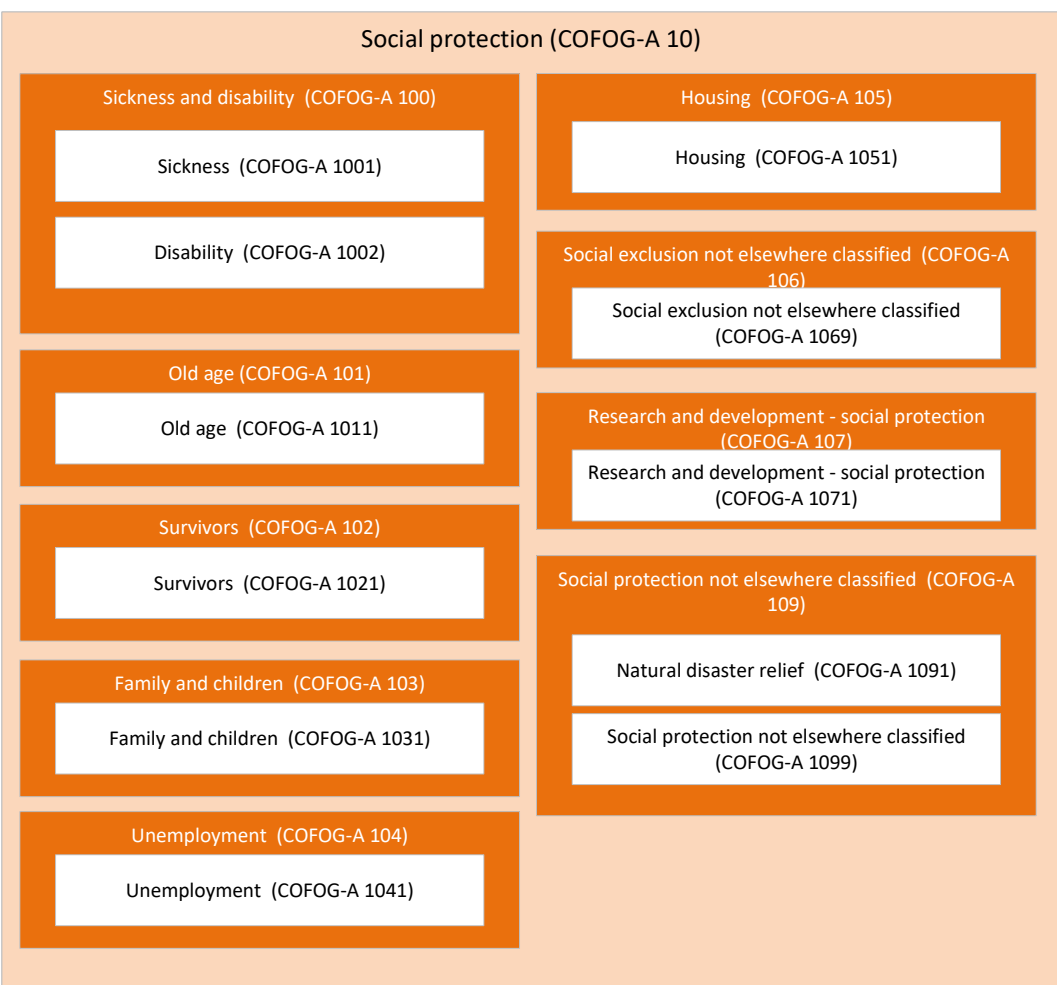 Social protection (COFOG-A 10)
Sickness and disability (COFOG-A 100)
Sickness (COFOG-A 1001)
Disability (COFOG-A 1002)
Old age (COFOG-A 101)
Old age (COFOG-A 1011)
Survivors (COFOG-A 102)
Survivors (COFOG-A 1021)
Family and children (COFOG-A 103)
Family and children (COFOG-A 1031)
Unemployment (COFOG-A 104)
Unemployment (COFOG-A 1041)
Housing (COFOG-A 105)
Housing (COFOG-A 1051)
Social exclusion not elsewhere classified (COFOG-A
106)
Social exclusion not elsewhere classified
(COFOG-A 1069)
Research and development - social protection
(COFOG-A 107)
Research and development - social protection
(COFOG-A 1071)
Social protection not elsewhere classified (COFOG-A
109)
Natural disaster relief (COFOG-A 1091)
Social protection not elsewhere classified
(COFOG-A 1099)